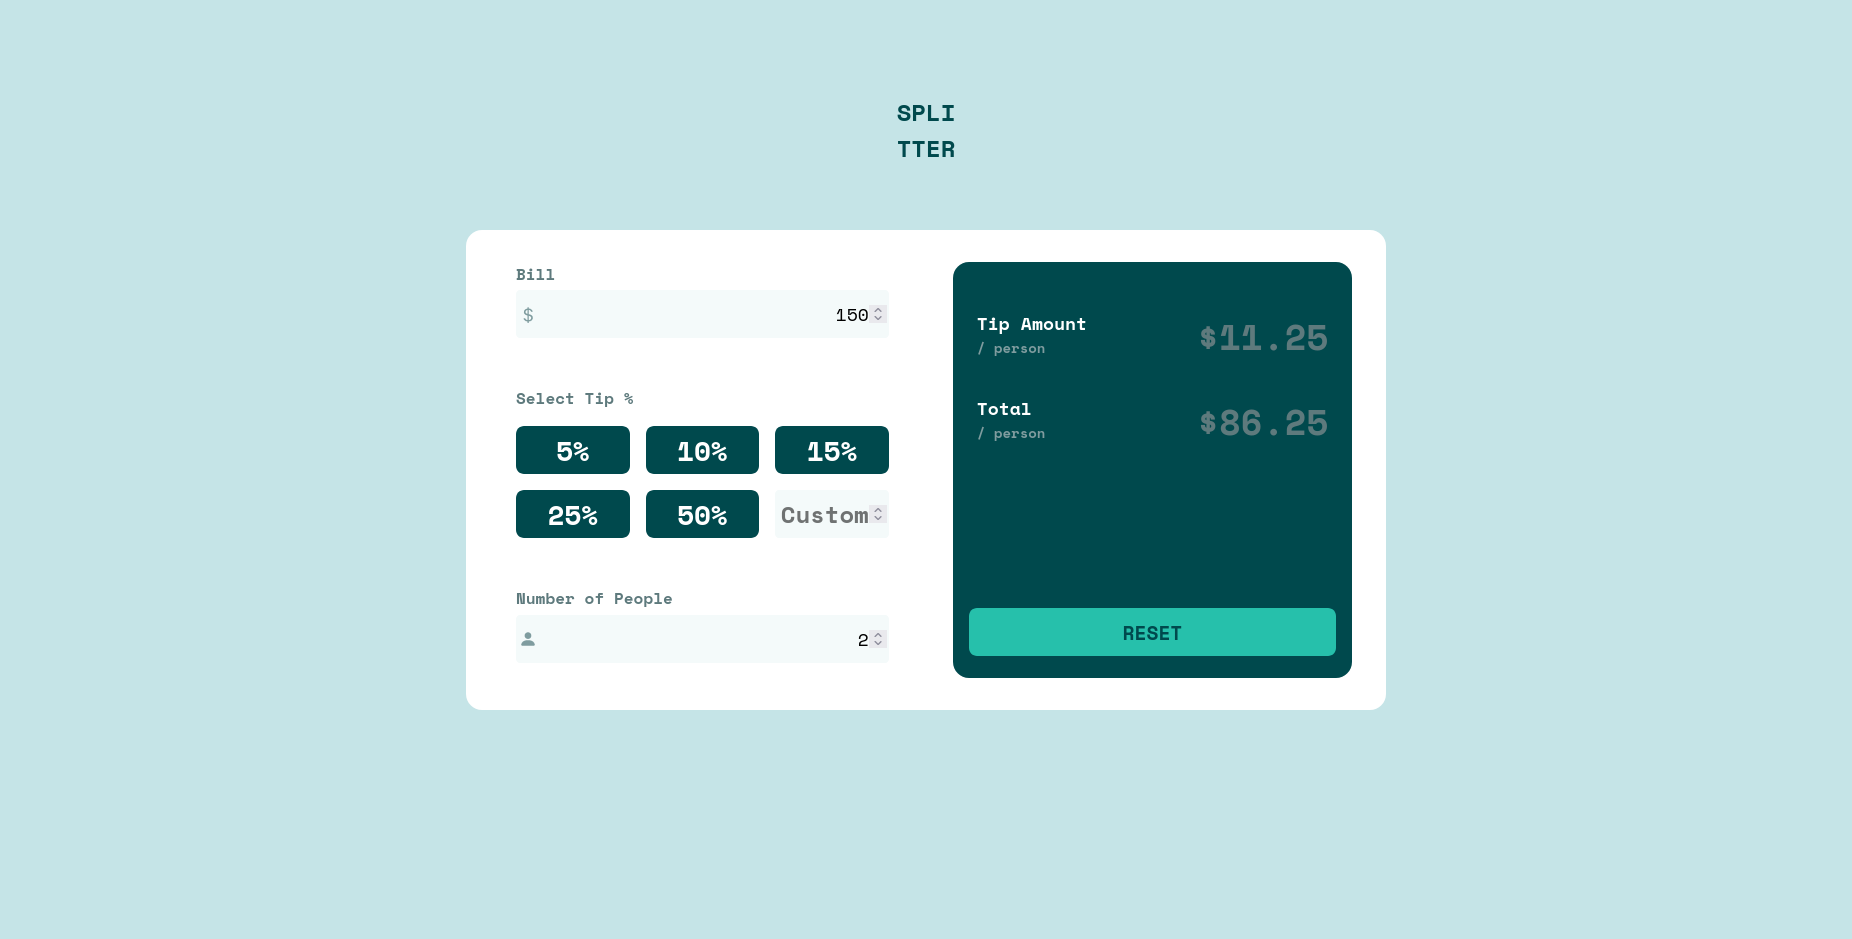 SPLI
TTER
Bill
$ 150
Select Tip %
5% 10% 15%
25% 50% Custom
Number of People
2
Tip Amount
/ person
$11.25
Total
/ person
$86.25
RESET